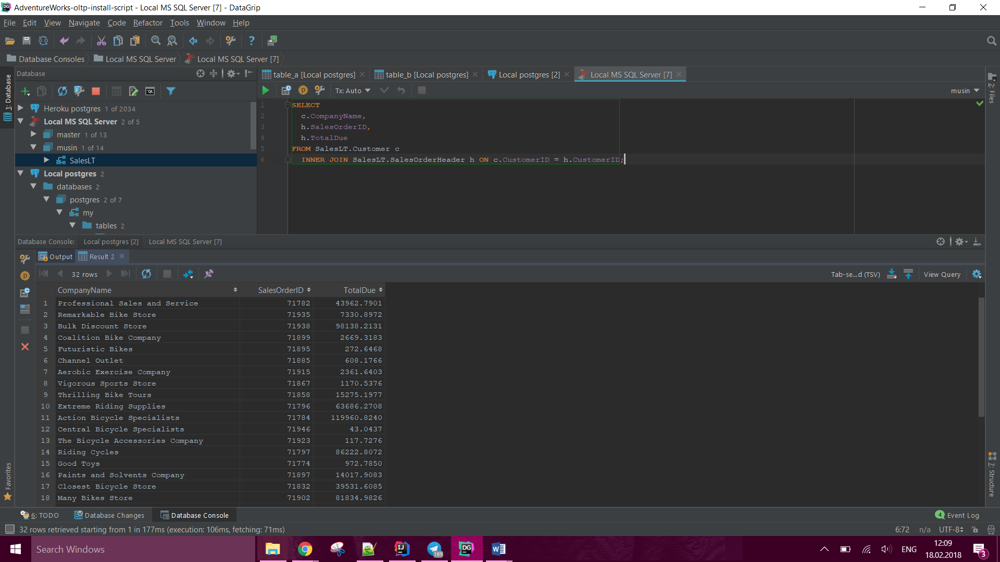 AdventureWorks-oltp-install-script - Local MS SQL Server [7] - DataGrip
File Edit View Navigate Code Refactor Tools Window Help
Database Consoles Local MS SQL Server Local MS SQL Server [7]
Database
table_a [Local postgres] table_b [Local postgres] Local postgres [2] Local MS SQL Server [7]
Tx: Auto musin
1: Database
2: Files
Heroku postgres 1 of 2034
Local MS SQL Server 2 of 5
master 1 of 13
musin 1 of 14
SalesLT
Local postgres 2
databases 2
postgres 2 of 7
my
tables 2
1 SELECT
2 c.CompanyName,
3 h.SalesOrderID,
4 h.TotalDue
5 FROM SalesLT.Customer c
6 INNER JOIN SalesLT.SalesOrderHeader h ON c.CustomerID = h.CustomerID;
Database Console: Local postgres [2] Local MS SQL Server [7]
Output Result 2
32 rows Tab-se...d (TSV) View Query
CompanyName SalesOrderID TotalDue
1 Professional Sales and Service 71782 43962.7901
2 Remarkable Bike Store 71935 7330.8972
3 Bulk Discount Store 71938 98138.2131
4 Coalition Bike Company 71899 2669.3183
5 Futuristic Bikes 71895 272.6468
6 Channel Outlet 71885 608.1766
7 Aerobic Exercise Company 71915 2361.6403
8 Vigorous Sports Store 71867 1170.5376
9 Thrilling Bike Tours 71858 15275.1977
10 Extreme Riding Supplies 71796 63686.2708
11 Action Bicycle Specialists 71784 119960.8240
12 Central Bicycle Specialists 71946 43.0437
13 The Bicycle Accessories Company 71923 117.7276
14 Riding Cycles 71797 86222.8072
15 Good Toys 71774 972.7850
16 Paints and Solvents Company 71897 14017.9083
17 Closest Bicycle Store 71832 39531.6085
18 Many Bikes Store 71902 81834.9826
Favorites
Z: Structure
6: TODO Database Changes Database Console 4 Event Log
32 rows retrieved starting from 1 in 177ms (execution: 106ms, fetching: 71ms) 6:72 n/a UTF-8
Search Windows 189 DG ENG 12:09
18.02.2018 3